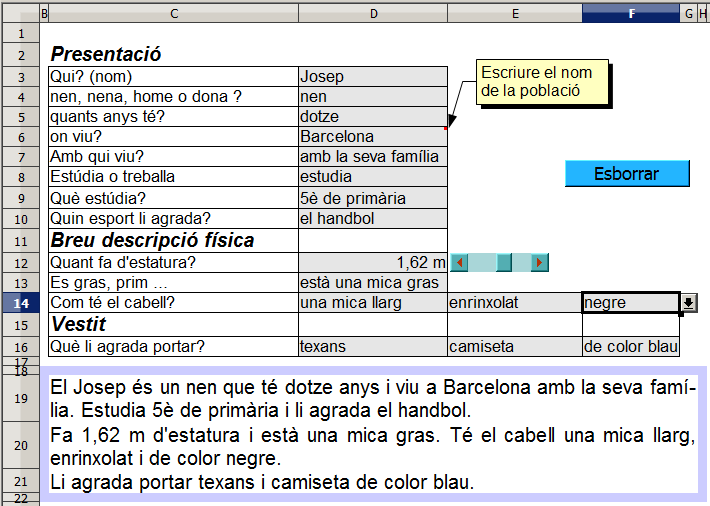 B C D E F G H
1
2 Presentació
3 Qui? (nom) Josep
Escriure el nom
de la població
4 nen, nena, home o dona ? nen
5 quants anys té? dotze
6 on viu? Barcelona
7 Amb qui viu? amb la seva família
8 Estúdia o treballa estudia
Esborrar
9 Què estúdia? 5è de primària
10 Quin esport li agrada? el handbol
11 Breu descripció física
12 Quant fa d'estatura? 1,62 m
13 Es gras, prim ... està una mica gras
14 Com té el cabell? una mica llarg enrinxolat negre
15 Vestit
16 Què li agrada portar? texans camiseta de color blau
17
18
19 El Josep és un nen que té dotze anys i viu a Barcelona amb la seva famí-
lia. Estudia 5è de primària i li agrada el handbol.
20 Fa 1,62 m d'estatura i està una mica gras. Té el cabell una mica llarg,
enrinxolat i de color negre.
21 Li agrada portar texans i camiseta de color blau.
22